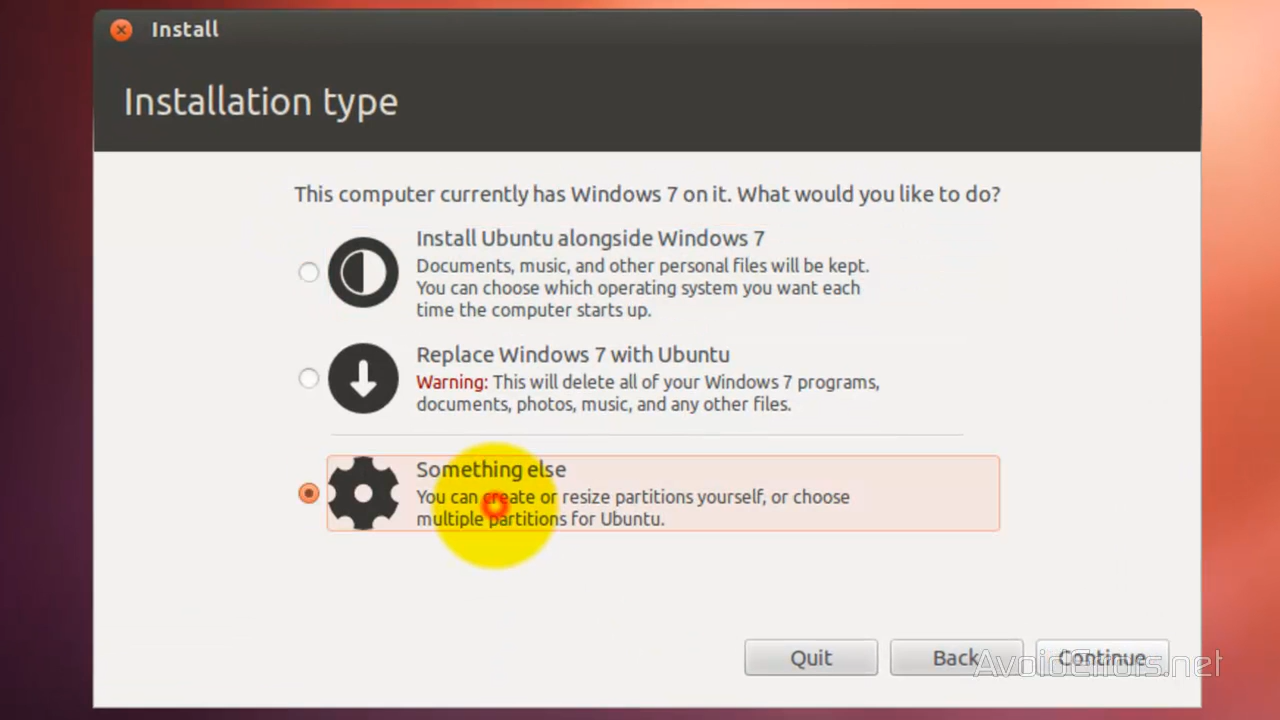 Install
Installation type
This computer currently has Windows 7 on it. What would you like to do?
Install Ubuntu alongside Windows 7
Documents, music, and other personal files will be kept.
You can choose which operating system you want each
time the computer starts up.
Replace Windows 7 with Ubuntu
Warning: This will delete all of your Windows 7 programs,
documents, photos, music, and any other files.
Something else
You can create or resize partitions yourself, or choose
multiple partitions for Ubuntu.
Quit
Back
Continue
AvoidErrors.net